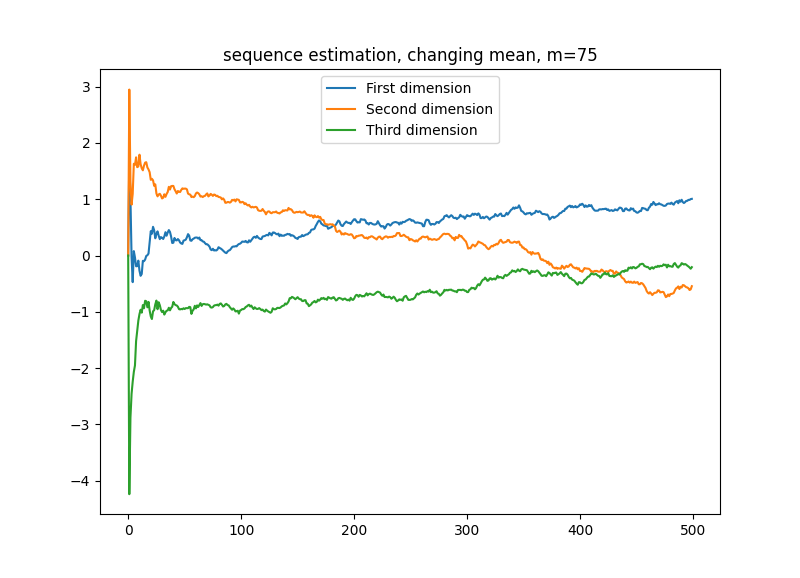 sequence estimation, changing mean, m=75
First dimension
Second dimension
Third dimension
3
2
1
0
−1
−2
−3
−4
0 100 200 300 400 500